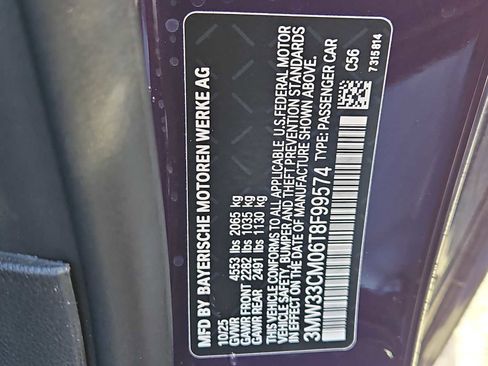 MFD BY BAYERISCHE MOTOREN WERKE AG
10/25
GVWR 4553 lbs 2065 kg
GAWR FRONT 2282 lbs 1035 kg
GAWR REAR 2491 lbs 1130 kg
THIS VEHICLE CONFORMS TO ALL APPLICABLE U.S. FEDERAL MOTOR
VEHICLE SAFETY, BUMPER AND THEFT PREVENTION STANDARDS
IN EFFECT ON THE DATE OF MANUFACTURE SHOWN ABOVE.
3MW33CM06T8F99574 TYPE: PASSENGER CAR
C56
7 315 814